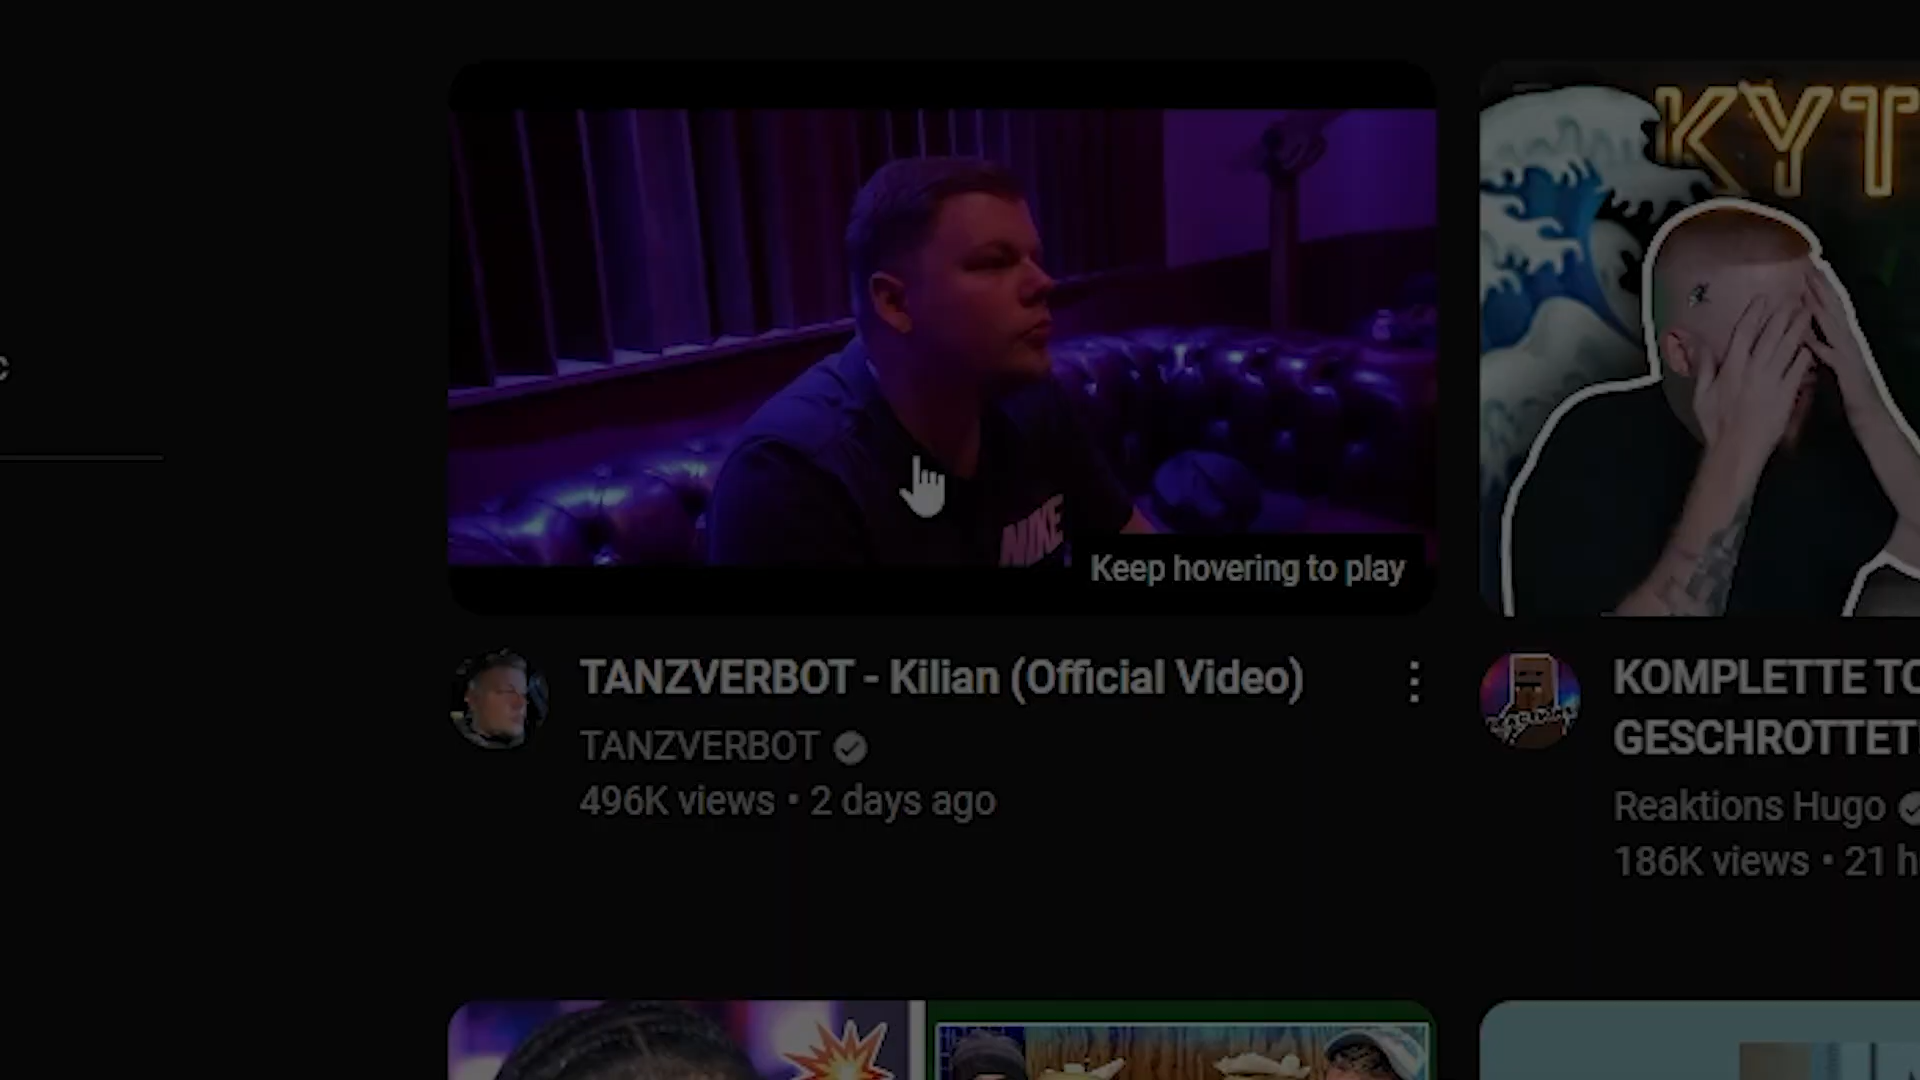 KYT
NIKE
Keep hovering to play
TANZVERBOT - Kilian (Official Video)
TANZVERBOT
496K views • 2 days ago
KOMPLETTE TO
GESCHROTTET
Reaktions Hugo
186K views • 21 h